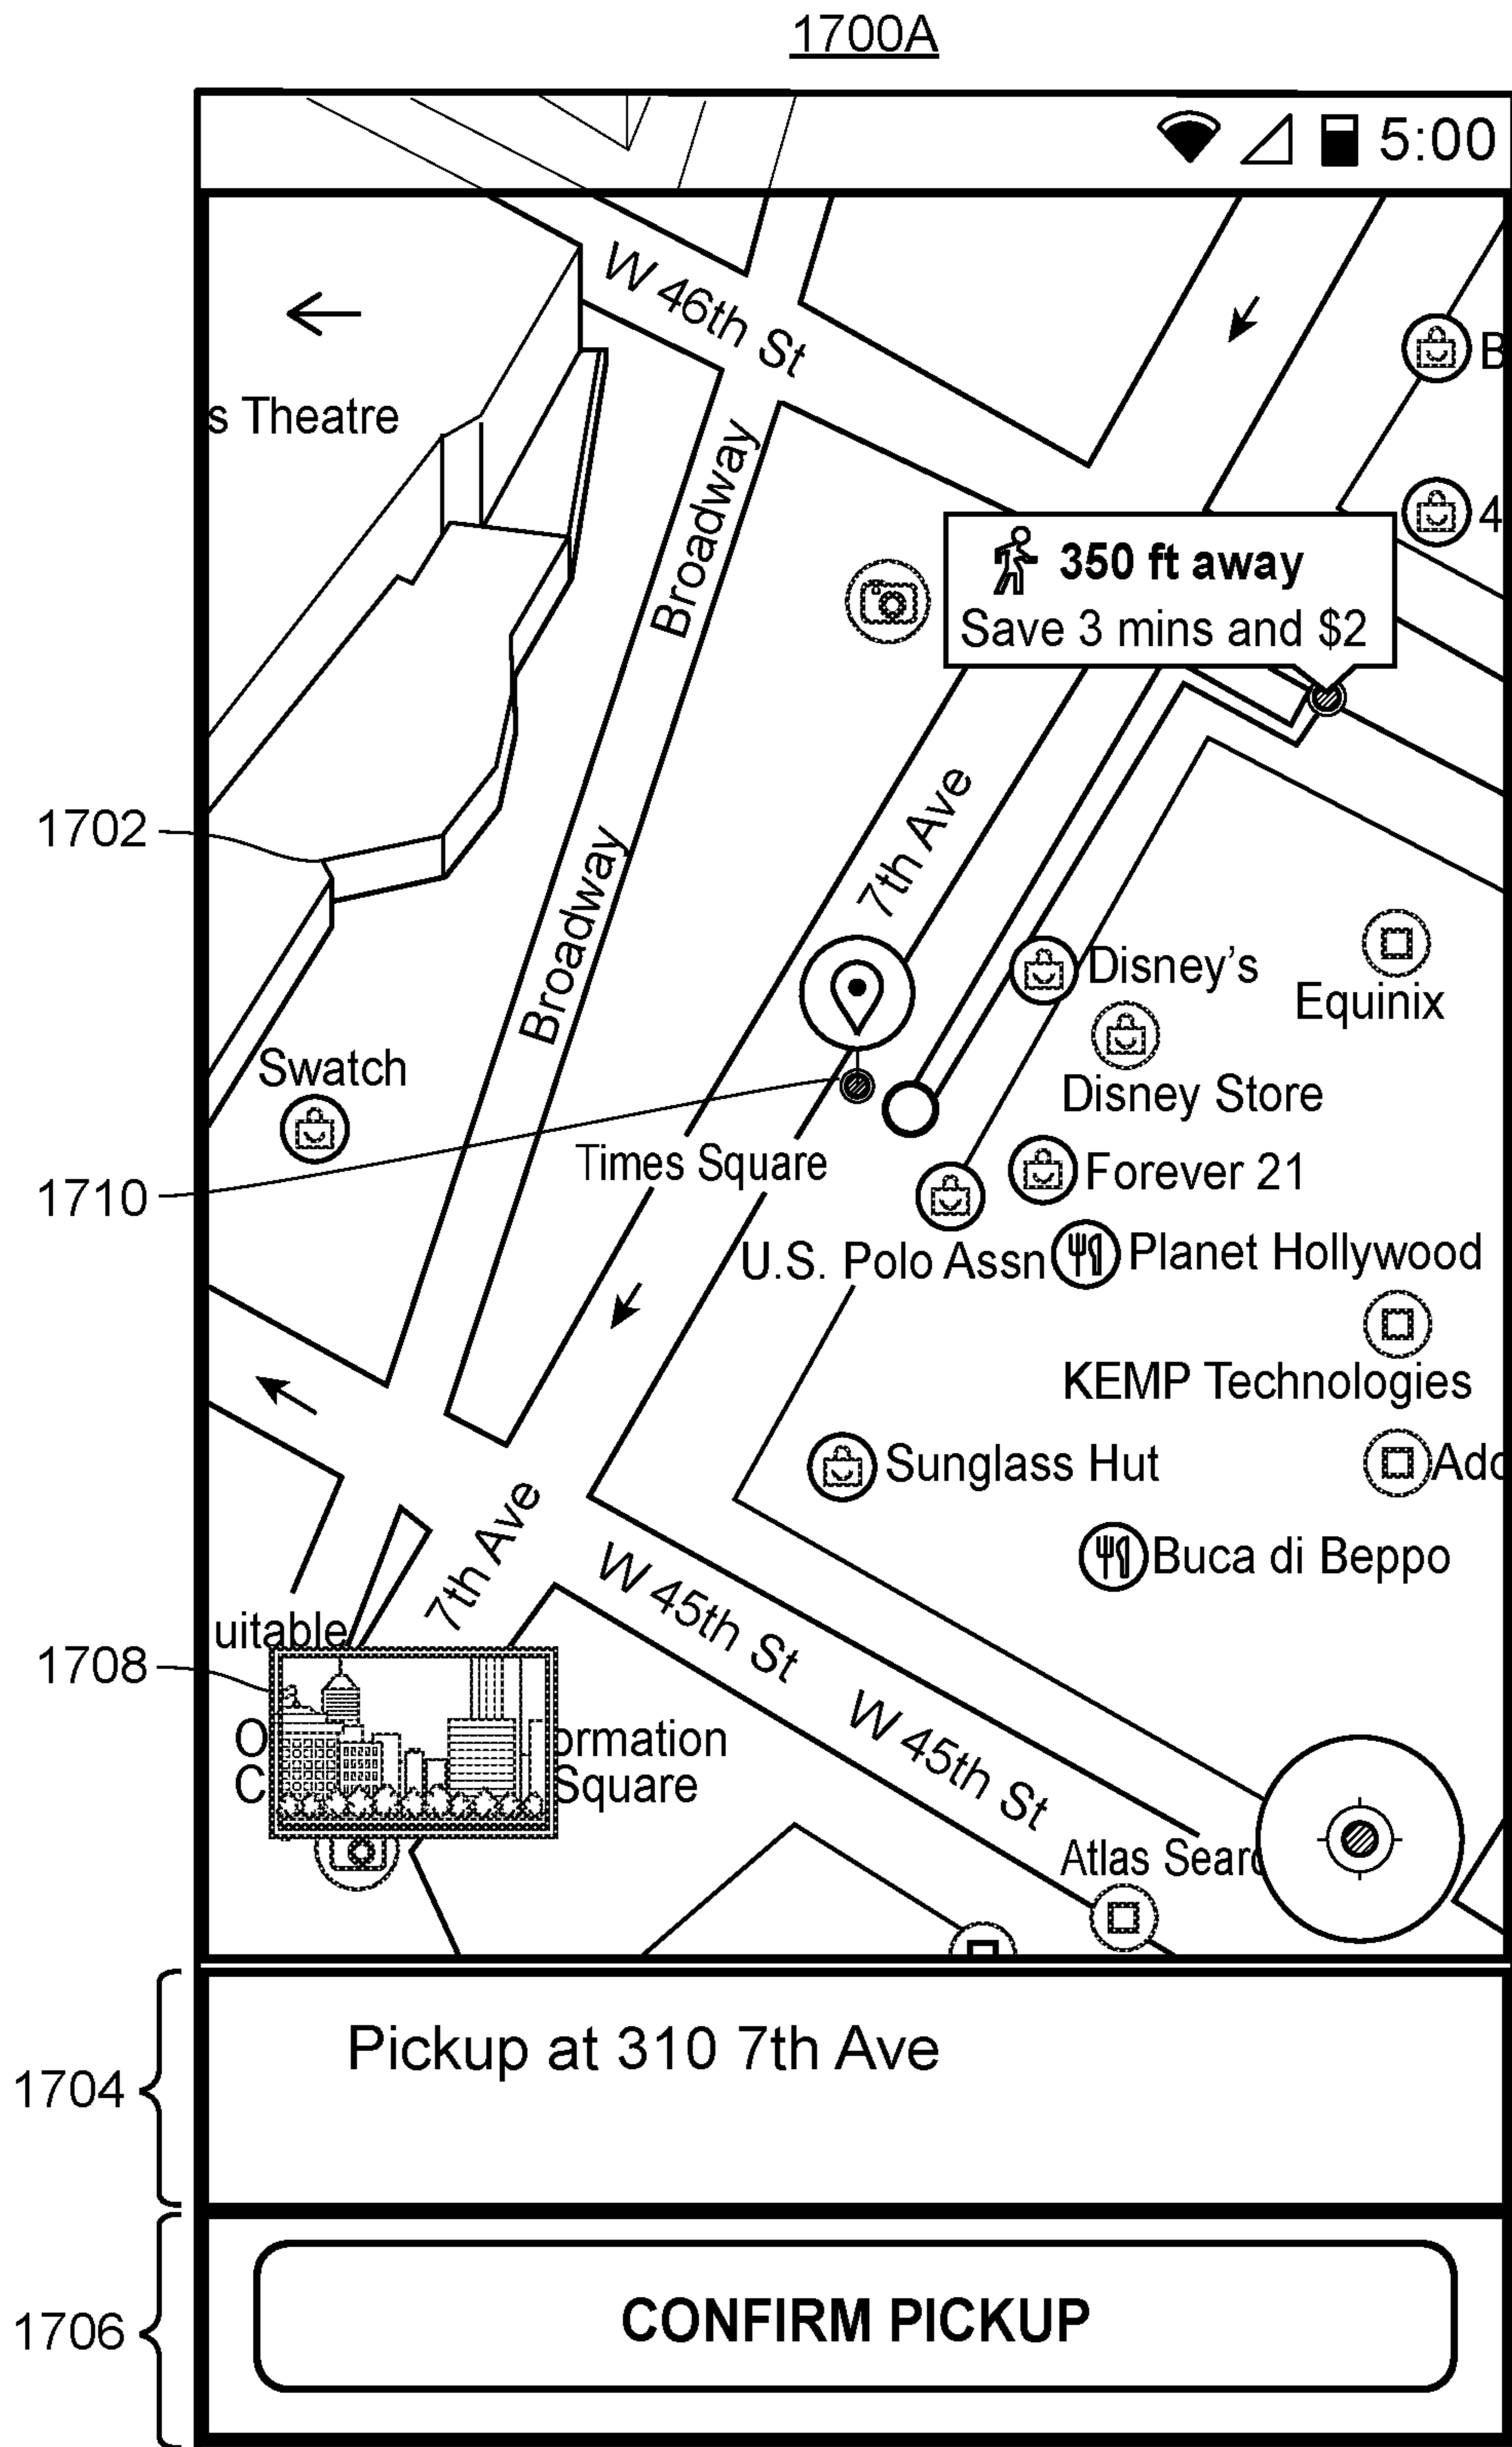 1700A
5:00
W 46th St
s Theatre
B
4
Broadway
350 ft away
Save 3 mins and $2
1702
7th Ave
Broadway
Disney's
Equinix
Swatch
Disney Store
1710
Times Square
Forever 21
U.S. Polo Assn
Planet Hollywood
KEMP Technologies
Sunglass Hut
Add
7th Ave
Buca di Beppo
W 45th St
uitable
1708
O
ormation
W 45th St
C
Square
Atlas Searc
Pickup at 310 7th Ave
1704
CONFIRM PICKUP
1706